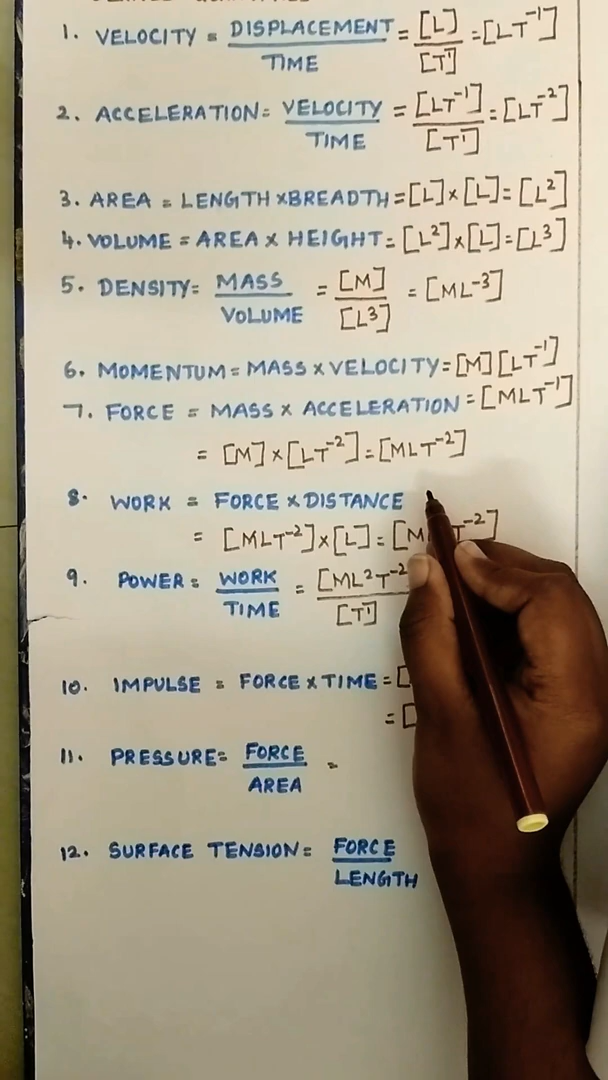 1. VELOCITY = DISPLACEMENT/TIME = [L]/[T¹] = [LT⁻¹]
2. ACCELERATION = VELOCITY/TIME = [LT⁻¹]/[T¹] = [LT⁻²]
3. AREA = LENGTH × BREADTH = [L] × [L] = [L²]
4. VOLUME = AREA × HEIGHT = [L²] × [L] = [L³]
5. DENSITY = MASS/VOLUME = [M]/[L³] = [ML⁻³]
6. MOMENTUM = MASS × VELOCITY = [M] [LT⁻¹]
= [MLT⁻¹]
7. FORCE = MASS × ACCELERATION
= [M] × [LT⁻²] = [MLT⁻²]
8. WORK = FORCE × DISTANCE
= [MLT⁻²] × [L] = [M T⁻²]
9. POWER = WORK/TIME = [ML²T⁻²/[T¹]
10. IMPULSE = FORCE × TIME = [
= [
11. PRESSURE = FORCE/AREA =
12. SURFACE TENSION = FORCE/LENGTH